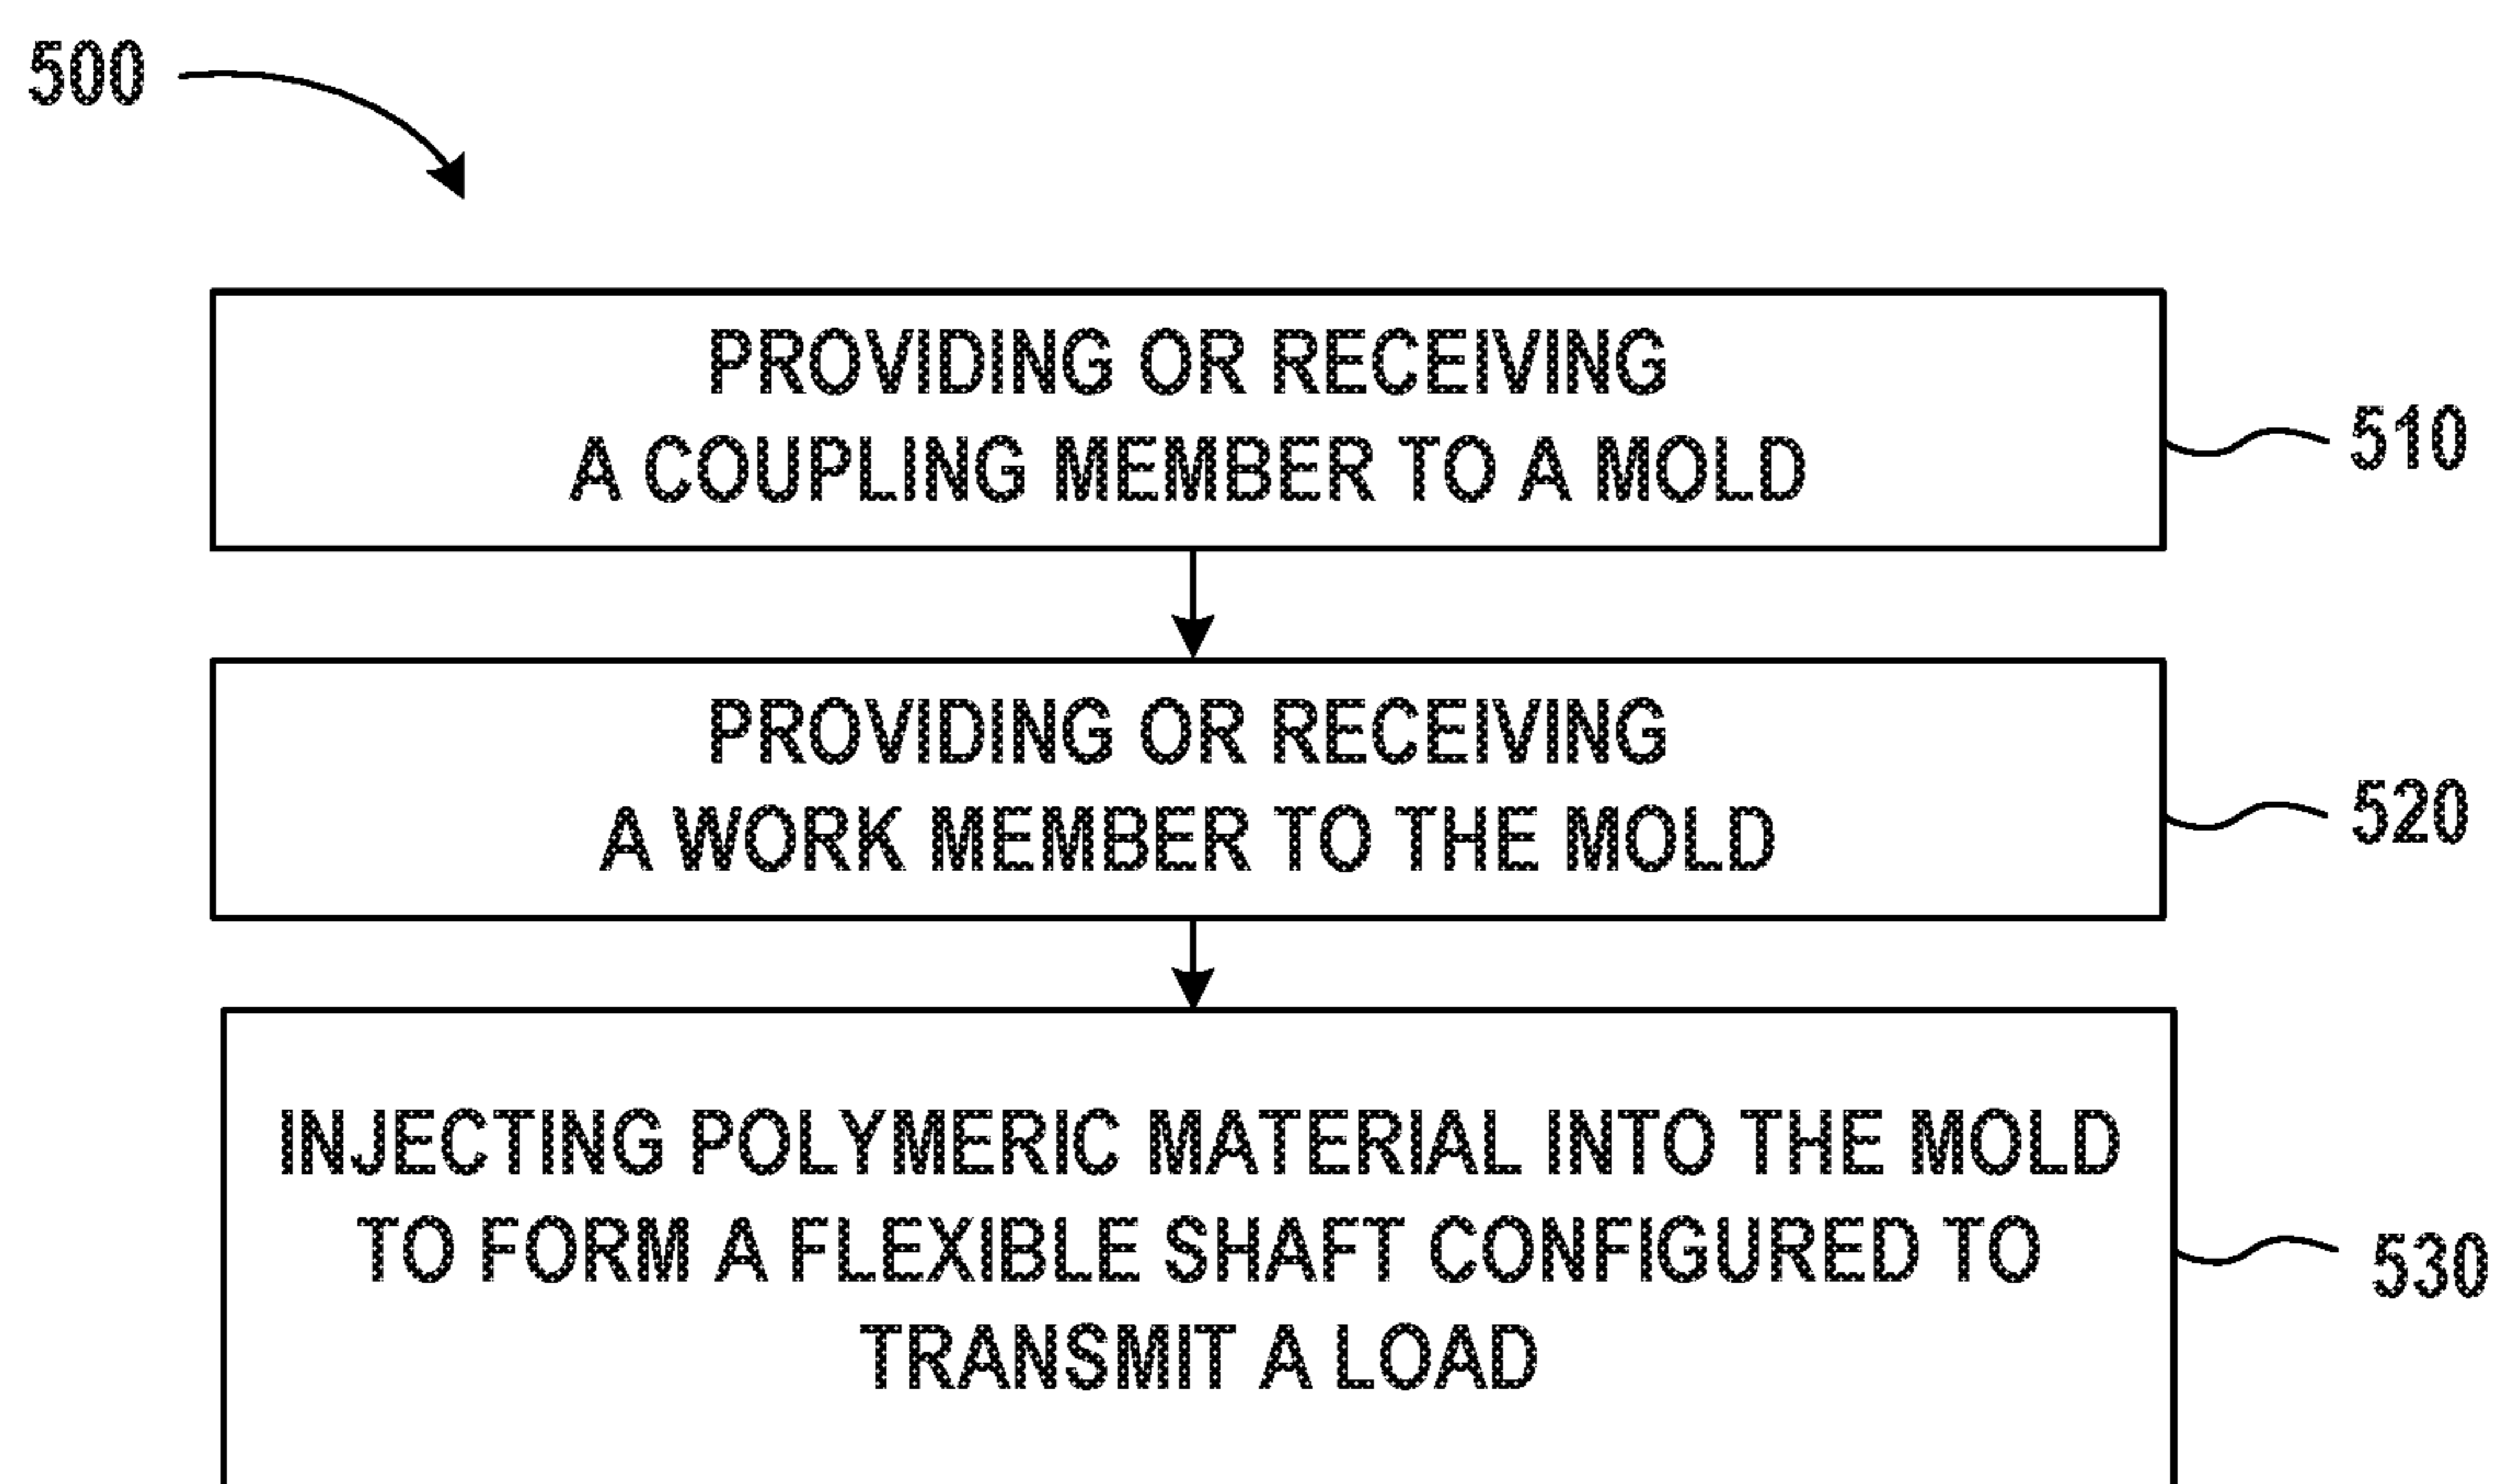 500
PROVIDING OR RECEIVING
A COUPLING MEMBER TO A MOLD
510
PROVIDING OR RECEIVING
A WORK MEMBER TO THE MOLD
520
INJECTING POLYMERIC MATERIAL INTO THE MOLD
TO FORM A FLEXIBLE SHAFT CONFIGURED TO
TRANSMIT A LOAD
530